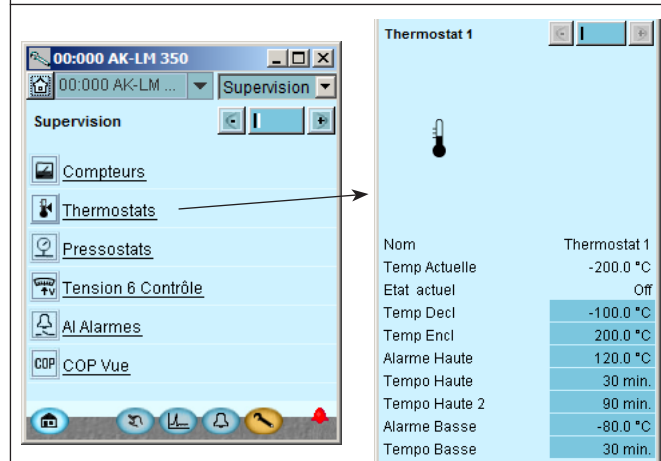 00:000 AK-LM 350
00:000 AK-LM ...
Supervision
Supervision
Compteurs
Thermostats
Pressostats
Tension 6 Contrôle
AI Alarmes
COP COP Vue
Thermostat 1
Nom Thermostat 1
Temp Actuelle -200.0 °C
Etat actuel Off
Temp Decl -100.0 °C
Temp Encl 200.0 °C
Alarme Haute 120.0 °C
Tempo Haute 30 min.
Tempo Haute 2 90 min.
Alarme Basse -80.0 °C
Tempo Basse 30 min.